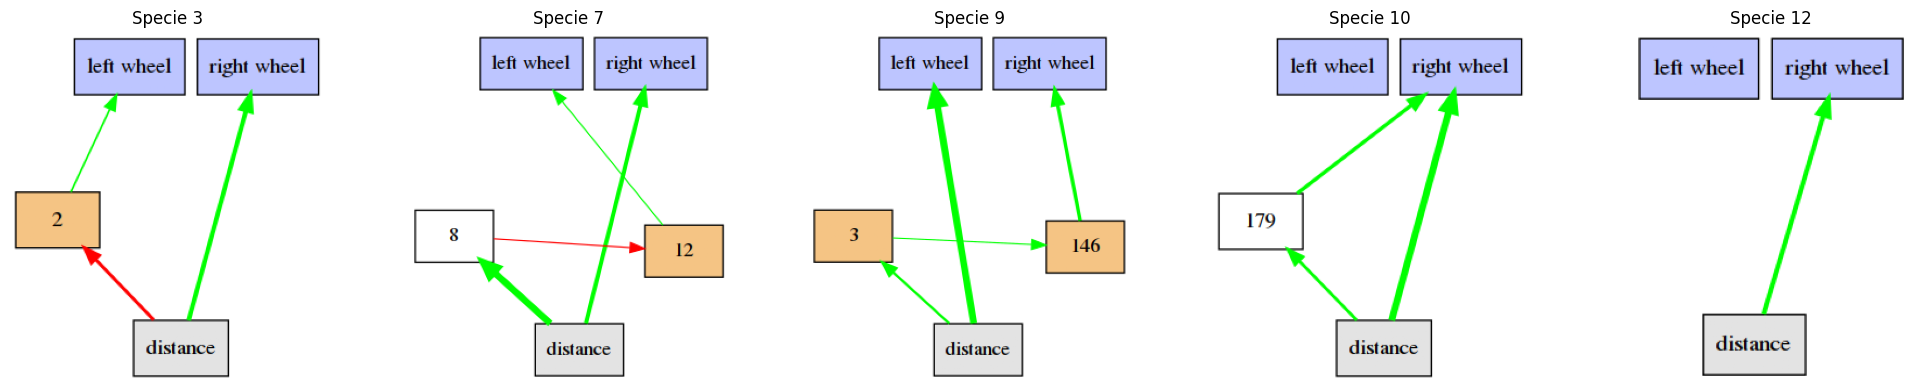 Specie 3
left wheel
right wheel
2
distance
Specie 7
left wheel
right wheel
8
12
distance
Specie 9
left wheel
right wheel
3
146
distance
Specie 10
left wheel
right wheel
179
distance
Specie 12
left wheel
right wheel
distance